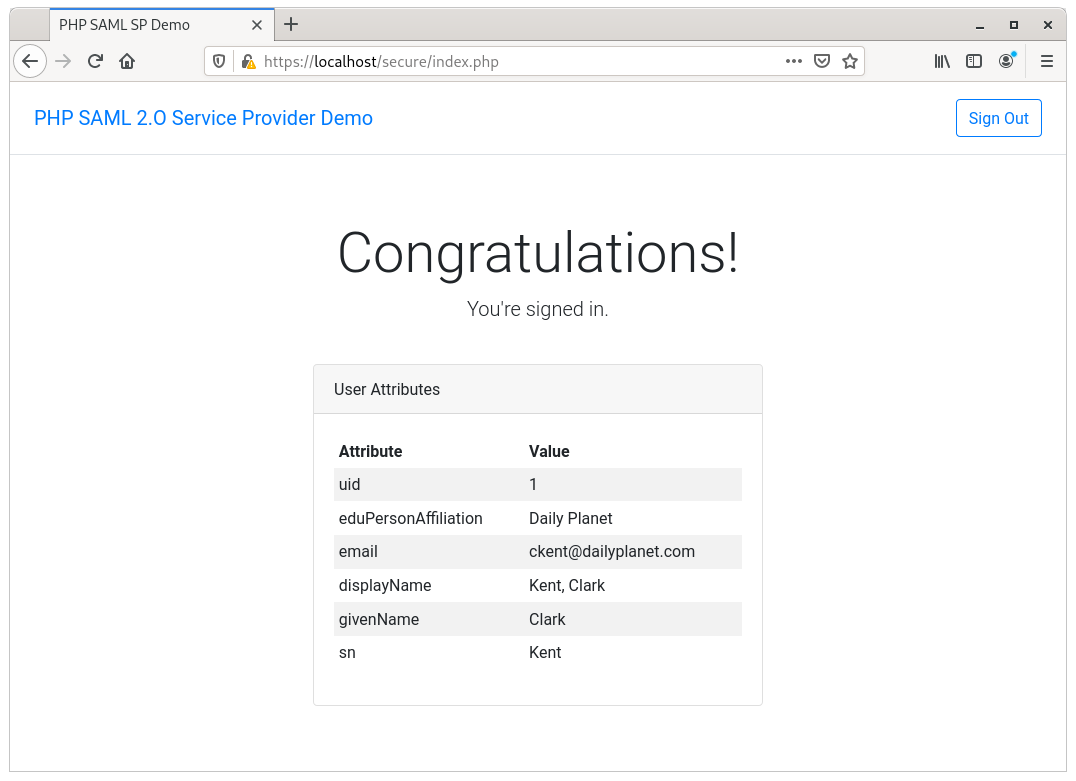 PHP SAML SP Demo
https://localhost/secure/index.php
PHP SAML 2.O Service Provider Demo
Sign Out
Congratulations!
You're signed in.
User Attributes
Attribute Value
uid 1
eduPersonAffiliation Daily Planet
email ckent@dailyplanet.com
displayName Kent, Clark
givenName Clark
sn Kent